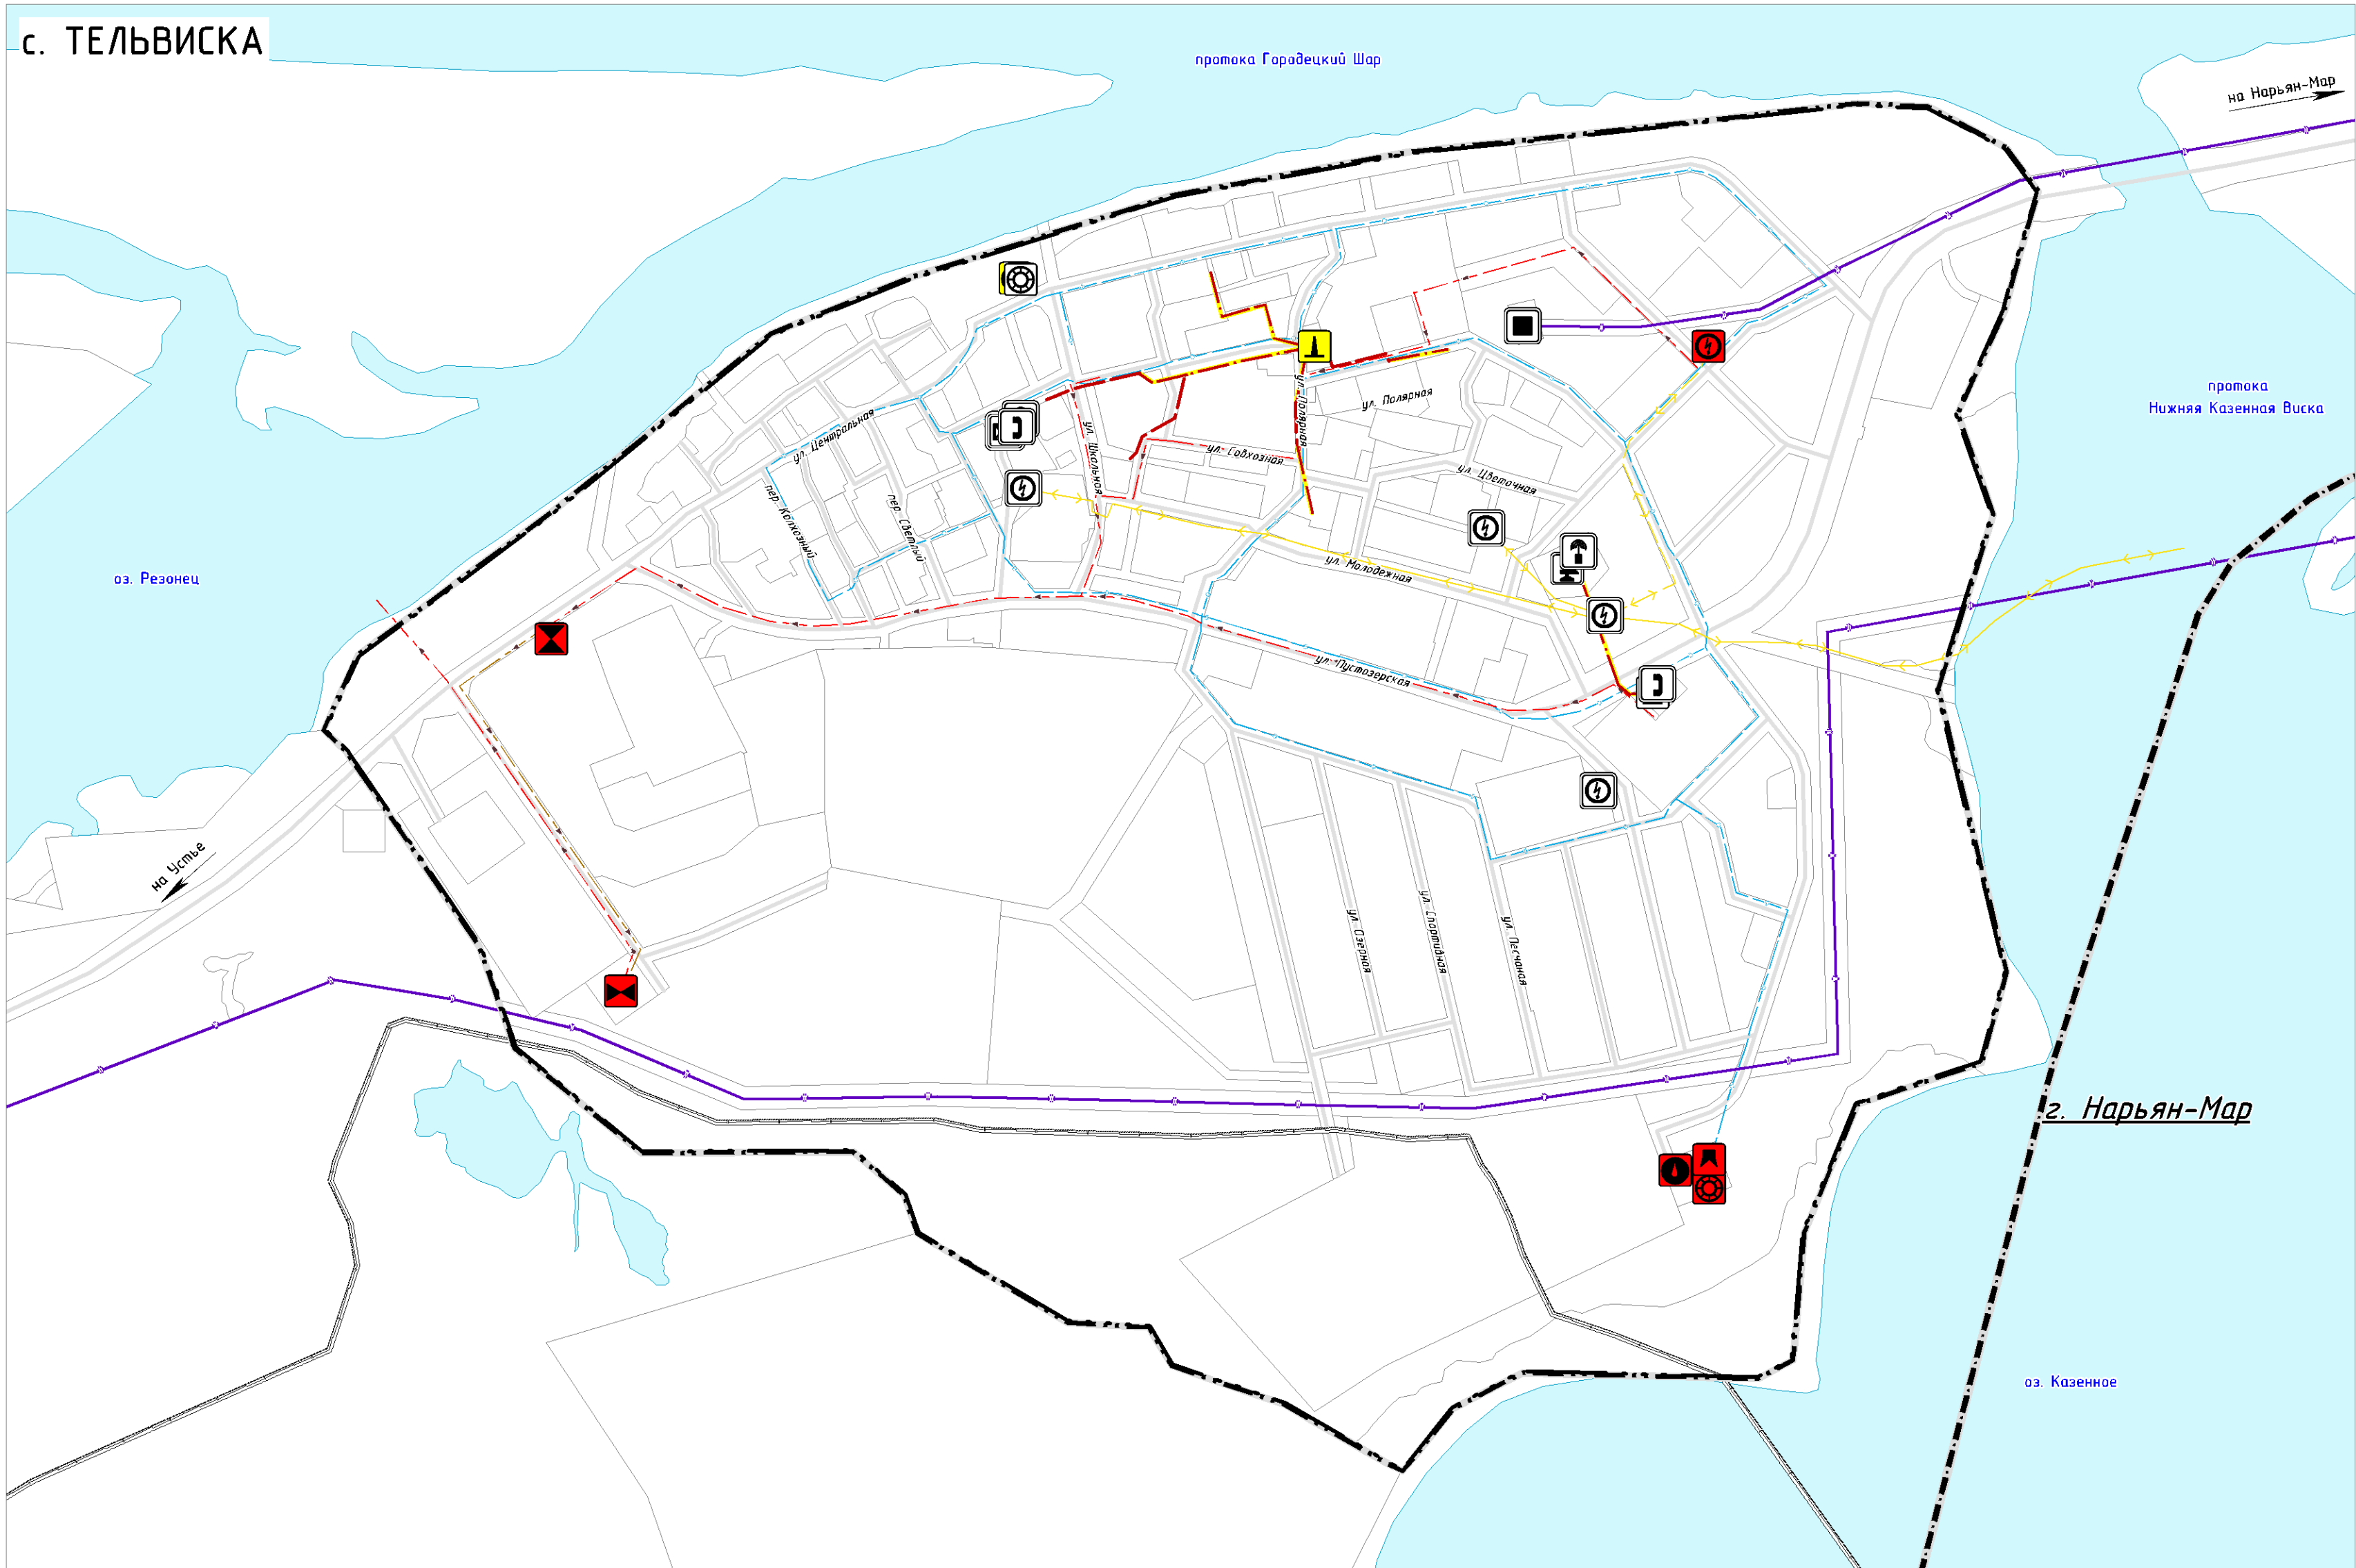 с. ТЕЛЬВИСКА
протока Городецкий Шар
на Нарьян-Мар
протока
Нижняя Казенная Виска
ул. Полярная
ул. Полярная
ул. Центральная
ул. Школьная
ул. Совхозная
ул. Цветочная
пер. Колхозный
пер. Светлый
ул. Молодежная
оз. Резонец
ул. Пустозерская
на Устье
ул. Озерная
ул. Спортивная
ул. Песчаная
г. Нарьян-Мар
оз. Казенное